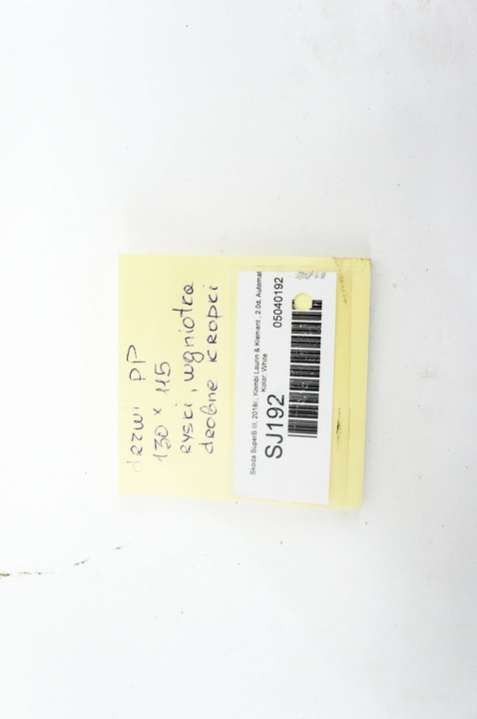 drzwi PP
130 x 115
ryski, wgniotka
drobne kropki
Skoda SuperB III, 2018r., Kombi Laurin & Klement, 2.0d, Automat
Kolor: White
SJ192
05040192